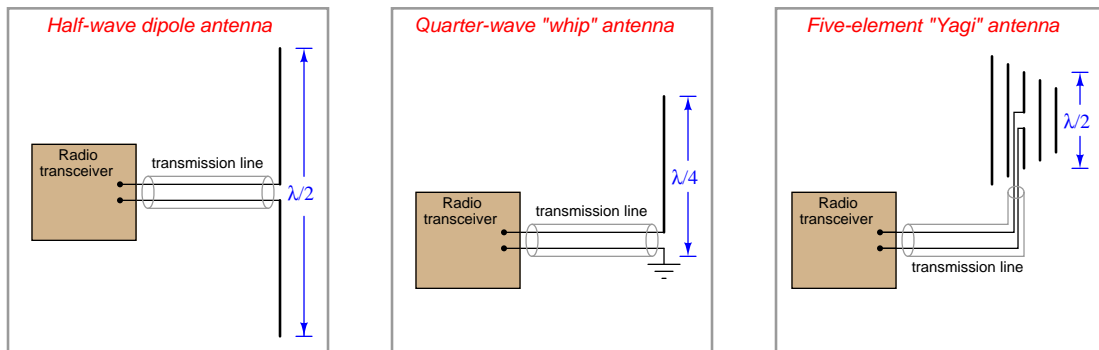 Half-wave dipole antenna
Radio
transceiver
transmission line
λ/2
Quarter-wave "whip" antenna
Radio
transceiver
transmission line
λ/4
Five-element "Yagi" antenna
Radio
transceiver
transmission line
λ/2